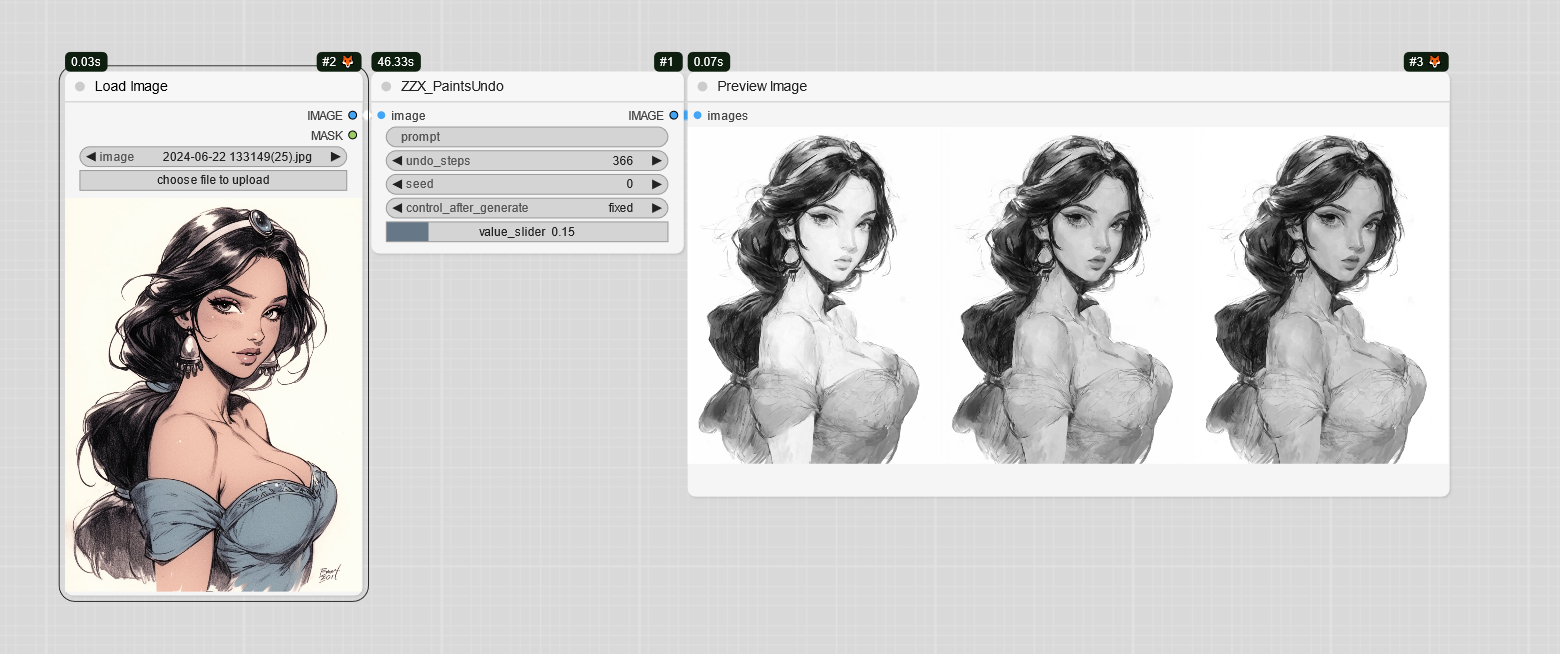 0.03s
#2
Load Image
IMAGE
MASK
image 2024-06-22 133149(25).jpg
choose file to upload
2011
46.33s
#1
ZZX_PaintsUndo
image IMAGE
prompt
undo_steps 366
seed 0
control_after_generate fixed
value_slider 0.15
0.07s
#3
Preview Image
images